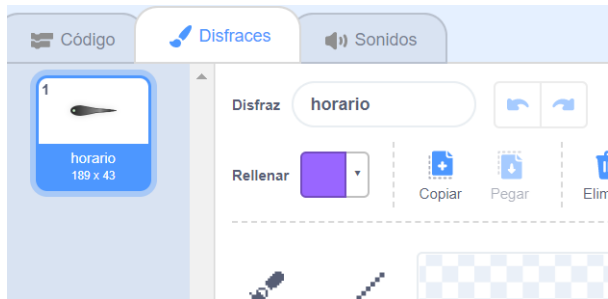 Código
Disfraces
Sonidos
1
horario
189 x 43
Disfraz
horario
Rellenar
Copiar
Pegar
Elim